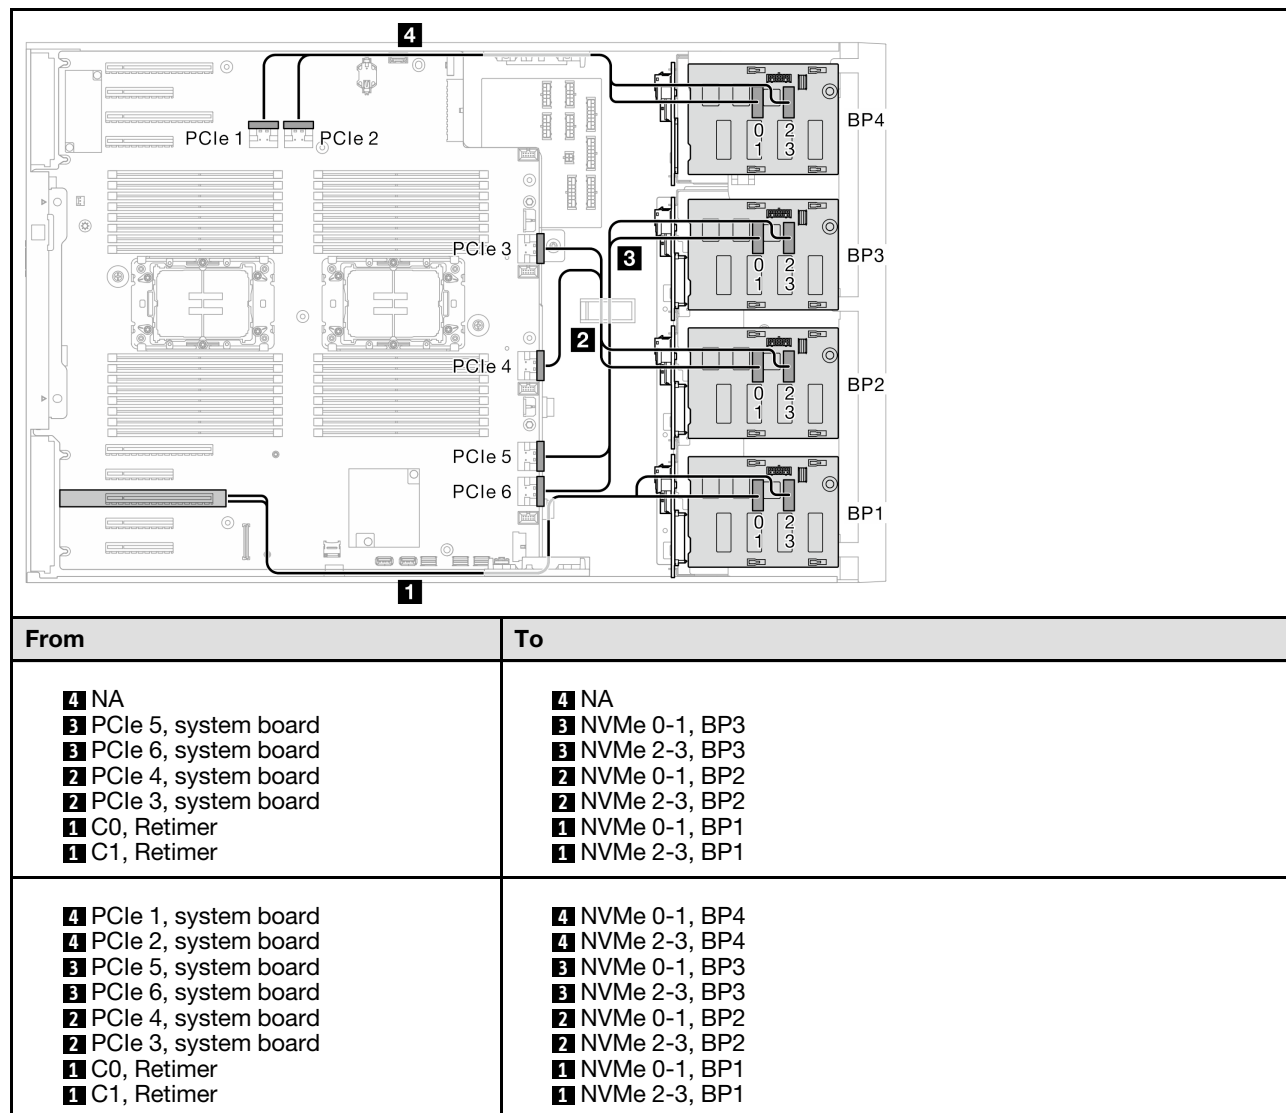 4
PCIe 1
PCIe 2
0 2
1 3
BP4
PCIe 3
3
0 2
1 3
BP3
2
PCIe 4
0 2
1 3
BP2
PCIe 5
PCIe 6
0 2
1 3
BP1
1
From
To
4 NA
3 PCIe 5, system board
3 PCIe 6, system board
2 PCIe 4, system board
2 PCIe 3, system board
1 C0, Retimer
1 C1, Retimer
4 NA
3 NVMe 0-1, BP3
3 NVMe 2-3, BP3
2 NVMe 0-1, BP2
2 NVMe 2-3, BP2
1 NVMe 0-1, BP1
1 NVMe 2-3, BP1
4 PCIe 1, system board
4 PCIe 2, system board
3 PCIe 5, system board
3 PCIe 6, system board
2 PCIe 4, system board
2 PCIe 3, system board
1 C0, Retimer
1 C1, Retimer
4 NVMe 0-1, BP4
4 NVMe 2-3, BP4
3 NVMe 0-1, BP3
3 NVMe 2-3, BP3
2 NVMe 0-1, BP2
2 NVMe 2-3, BP2
1 NVMe 0-1, BP1
1 NVMe 2-3, BP1